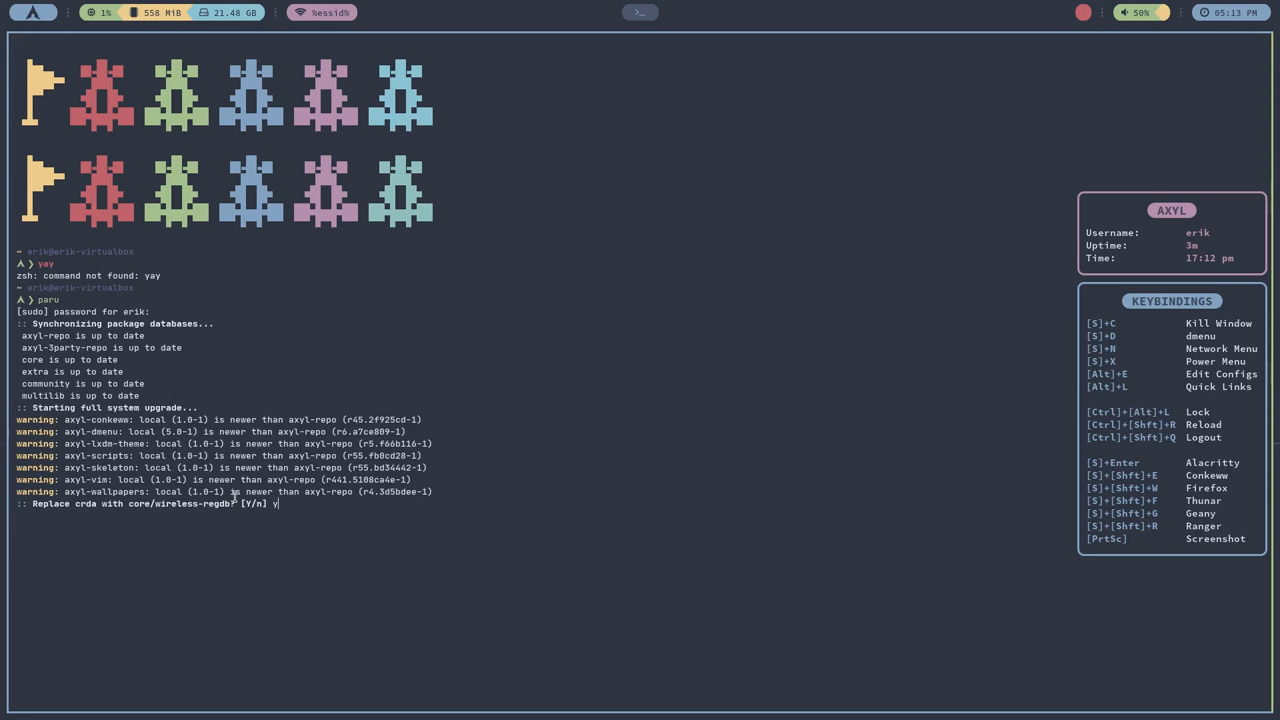 1% 558 MiB 21.48 GB %essid% >_ 50% 05:13 PM
~ erik@erik-virtualbox
❯ yay
zsh: command not found: yay
~ erik@erik-virtualbox
❯ paru
[sudo] password for erik:
:: Synchronizing package databases...
axyl-repo is up to date
axyl-3party-repo is up to date
core is up to date
extra is up to date
community is up to date
multilib is up to date
:: Starting full system upgrade...
warning: axyl-conkeww: local (1.0-1) is newer than axyl-repo (r45.2f925cd-1)
warning: axyl-dmenu: local (5.0-1) is newer than axyl-repo (r6.a7ce809-1)
warning: axyl-lxdm-theme: local (1.0-1) is newer than axyl-repo (r5.f66b116-1)
warning: axyl-scripts: local (1.0-1) is newer than axyl-repo (r55.fb0cd28-1)
warning: axyl-skeleton: local (1.0-1) is newer than axyl-repo (r55.bd34442-1)
warning: axyl-vim: local (1.0-1) is newer than axyl-repo (r441.5108ca4e-1)
warning: axyl-wallpapers: local (1.0-1) is newer than axyl-repo (r4.3d5bdee-1)
:: Replace crda with core/wireless-regdb? [Y/n] y
AXYL
Username: erik
Uptime: 3m
Time: 17:12 pm
KEYBINDINGS
[S]+C Kill Window
[S]+D dmenu
[S]+N Network Menu
[S]+X Power Menu
[Alt]+E Edit Configs
[Alt]+L Quick Links
[Ctrl]+[Alt]+L Lock
[Ctrl]+[Shft]+R Reload
[Ctrl]+[Shft]+Q Logout
[S]+Enter Alacritty
[S]+[Shft]+E Conkeww
[S]+[Shft]+W Firefox
[S]+[Shft]+F Thunar
[S]+[Shft]+G Geany
[S]+[Shft]+R Ranger
[PrtSc] Screenshot